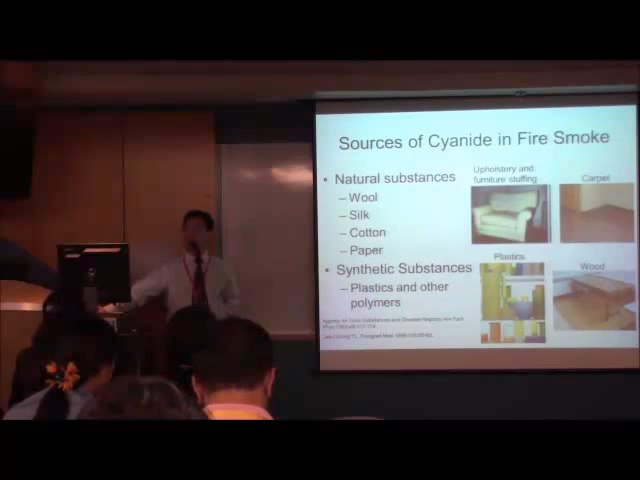 Sources of Cyanide in Fire Smoke
• Natural substances
– Wool
– Silk
– Cotton
– Paper
• Synthetic Substances
– Plastics and other
polymers
Upholstery and
furniture stuffing
Carpet
Plastics
Wood